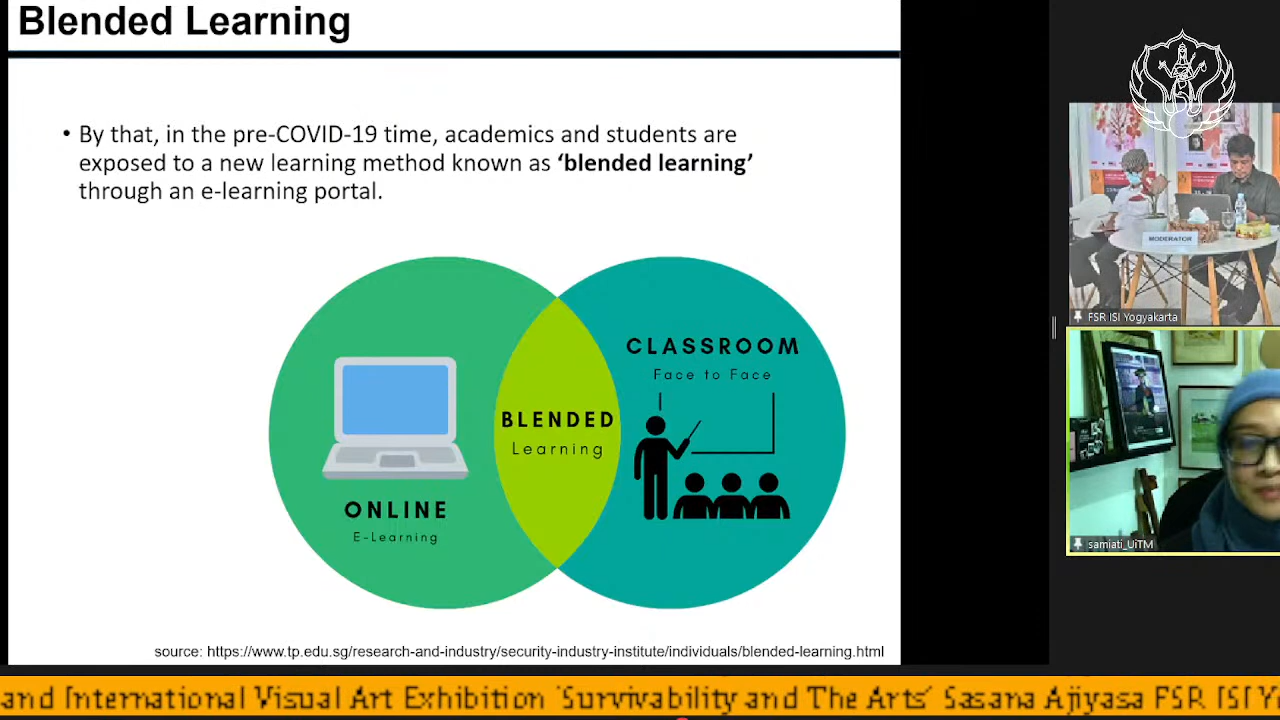 Blended Learning
• By that, in the pre-COVID-19 time, academics and students are
exposed to a new learning method known as ‘blended learning’
through an e-learning portal.
CLASSROOM
Face to Face
BLENDED
Learning
ONLINE
E-Learning
source: https://www.tp.edu.sg/research-and-industry/security-industry-institute/individuals/blended-learning.html
MODERATOR
FSR ISI Yogyakarta
samiati_UiTM
and International Visual Art Exhibition 'Survivability and The Arts' Sasana Ajiyasa FSR ISI Y